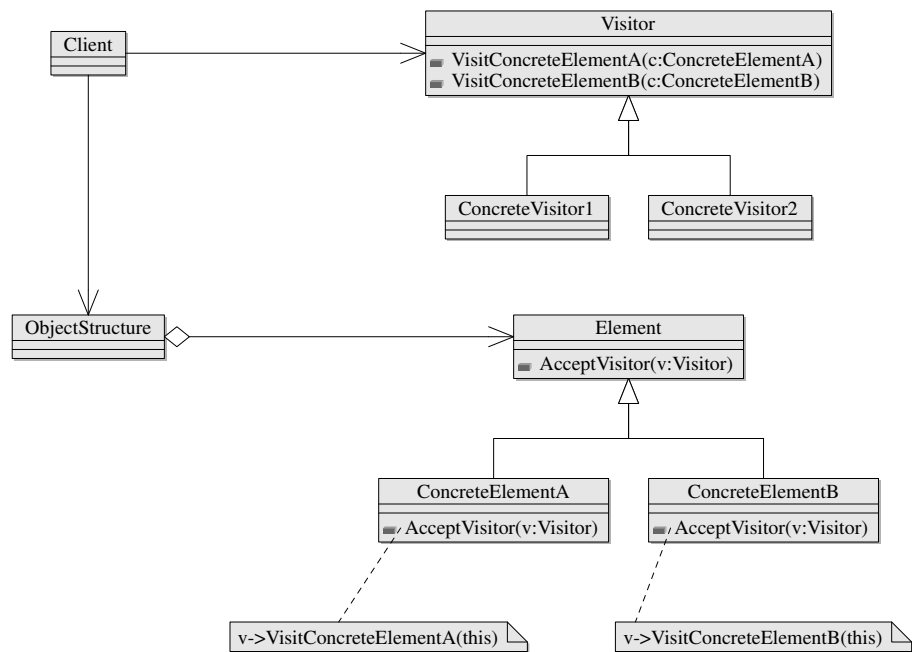 Client
Visitor
VisitConcreteElementA(c:ConcreteElementA)
VisitConcreteElementB(c:ConcreteElementB)
ConcreteVisitor1
ConcreteVisitor2
ObjectStructure
Element
AcceptVisitor(v:Visitor)
ConcreteElementA
AcceptVisitor(v:Visitor)
ConcreteElementB
AcceptVisitor(v:Visitor)
v->VisitConcreteElementA(this)
v->VisitConcreteElementB(this)